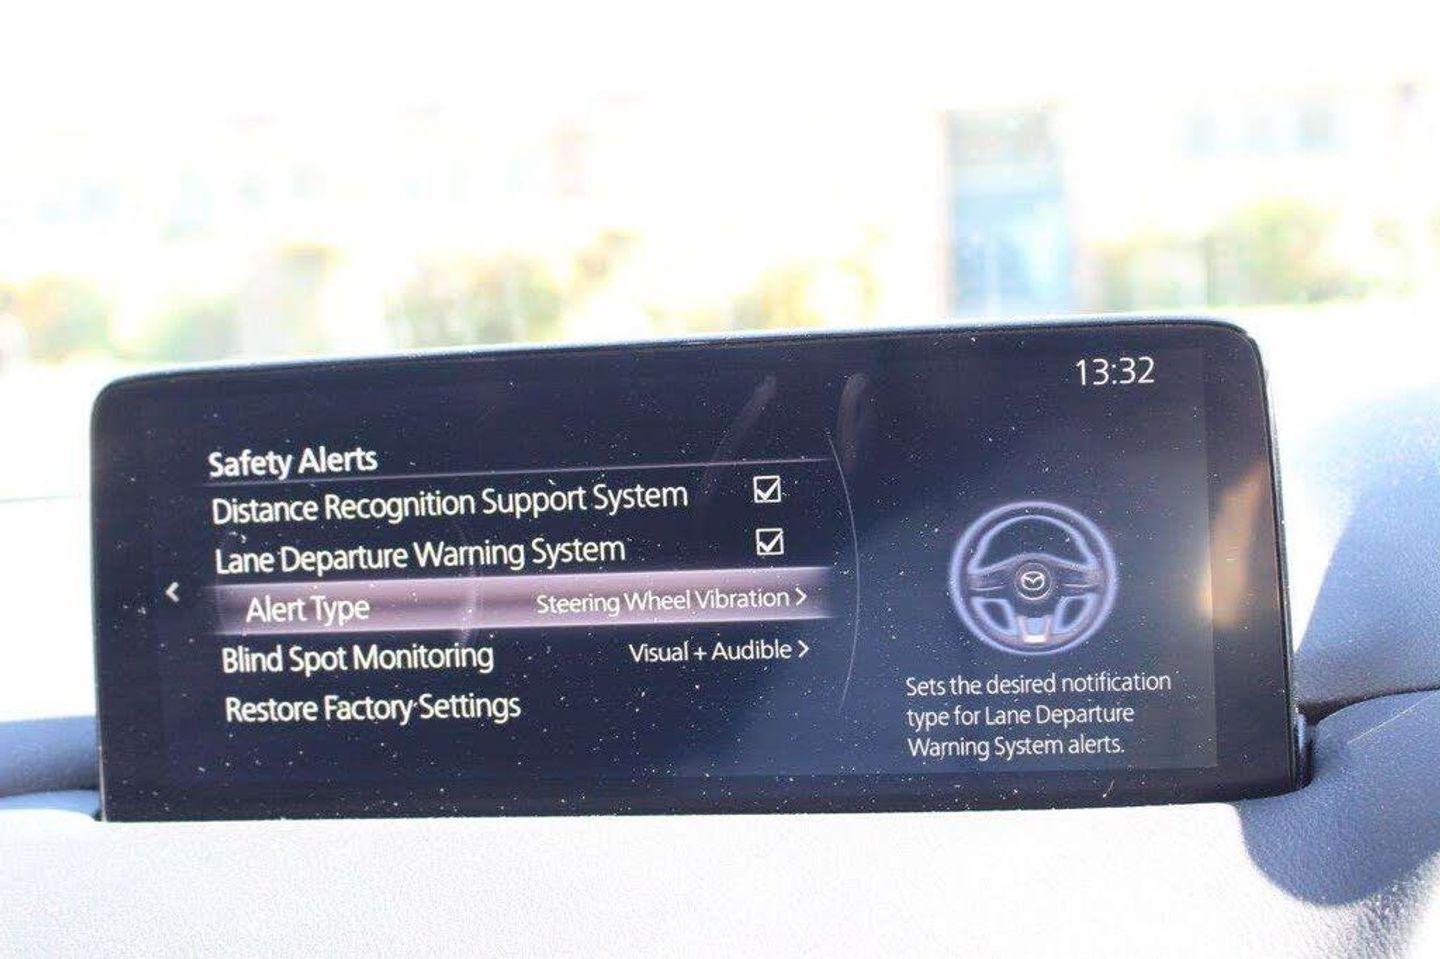 13:32
Safety Alerts
Distance Recognition Support System
Lane Departure Warning System
Alert Type Steering Wheel Vibration >
Blind Spot Monitoring Visual + Audible >
Restore Factory Settings
Sets the desired notification
type for Lane Departure
Warning System alerts.